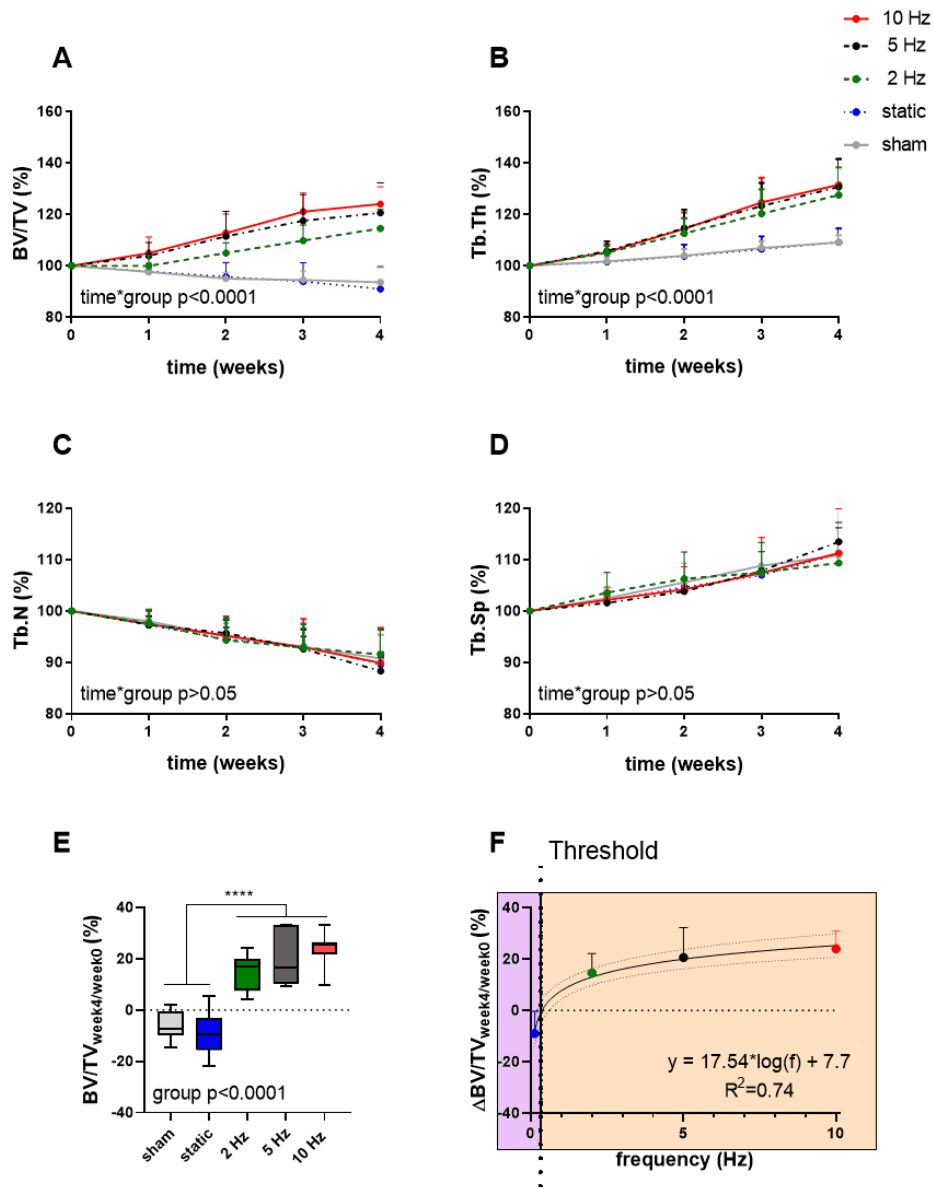 10 Hz
5 Hz
2 Hz
static
sham
A
BV/TV (%)
160
140
120
100
80
time*group p<0.0001
0 1 2 3 4
time (weeks)
B
Tb.Th (%)
160
140
120
100
80
time*group p<0.0001
0 1 2 3 4
time (weeks)
C
Tb.N (%)
120
110
100
90
80
time*group p>0.05
0 1 2 3 4
time (weeks)
D
Tb.Sp (%)
120
110
100
90
80
time*group p>0.05
0 1 2 3 4
time (weeks)
E
BV/TVweek4/week0 (%)
40
20
0
-20
-40
****
group p<0.0001
sham static 2 Hz 5 Hz 10 Hz
F
Threshold
ΔBV/TVweek4/week0 (%)
40
20
0
-20
-40
y = 17.54*log(f) + 7.7
R²=0.74
0 5 10
frequency (Hz)